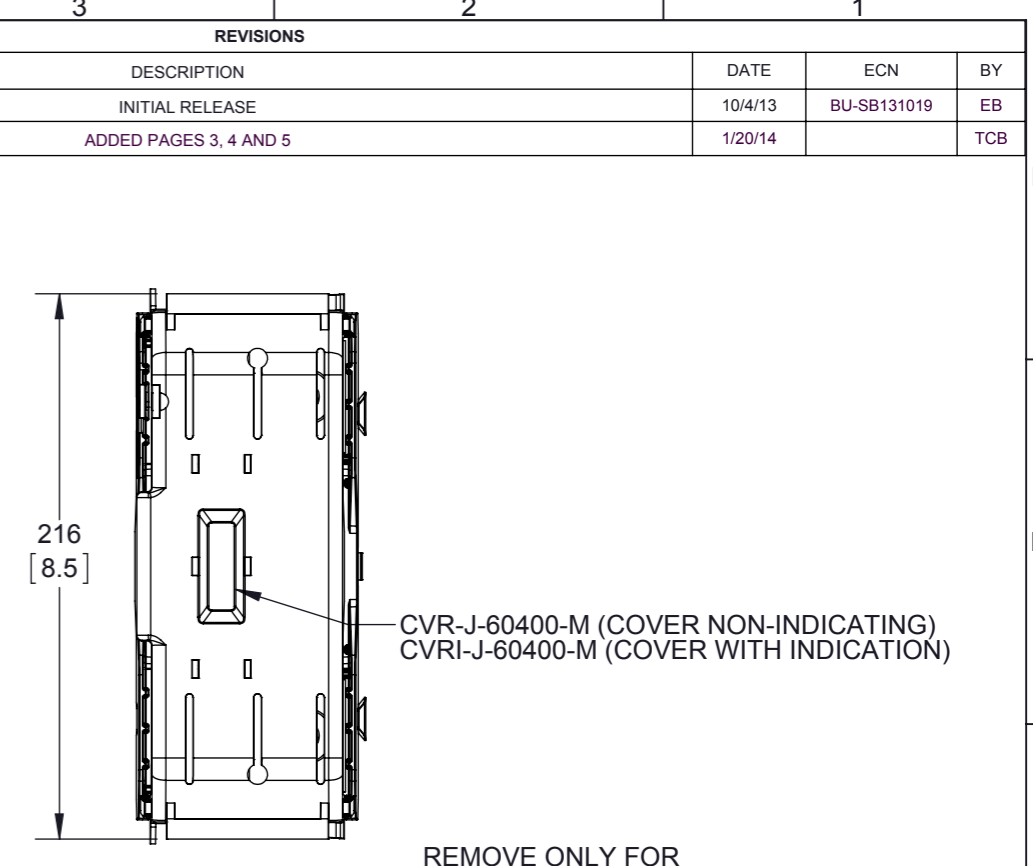 3 2 1
REVISIONS
DESCRIPTION DATE ECN BY
INITIAL RELEASE 10/4/13 BU-SB131019 EB
ADDED PAGES 3, 4 AND 5 1/20/14 TCB
216
[8.5]
CVR-J-60400-M (COVER NON-INDICATING)
CVRI-J-60400-M (COVER WITH INDICATION)
REMOVE ONLY FOR